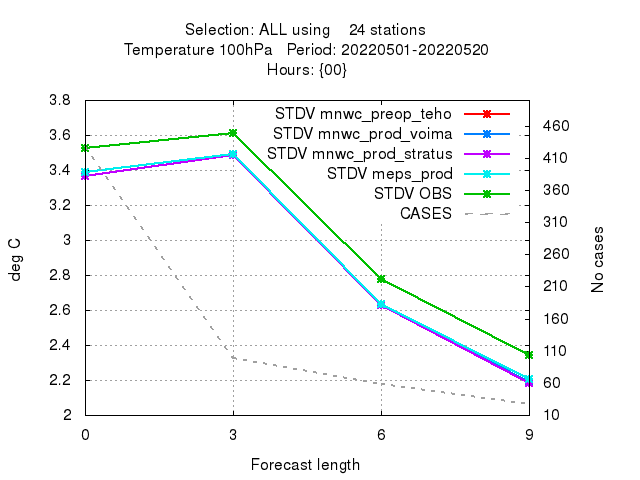 Selection: ALL using    24 stations
Temperature 100hPa   Period: 20220501-20220520
Hours: {00}
STDV mnwc_preop_teho
STDV mnwc_prod_voima
STDV mnwc_prod_stratus
STDV meps_prod
STDV OBS
CASES
deg C
3.8
3.6
3.4
3.2
3
2.8
2.6
2.4
2.2
2
460
410
360
310
260
210
160
110
60
10
No cases
0 3 6 9
Forecast length